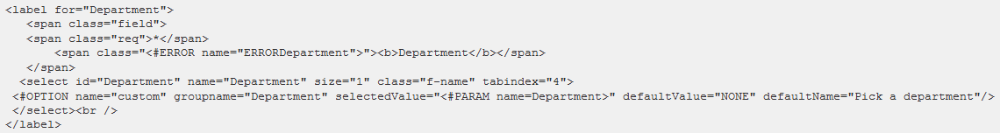 <label for="Department">
<span class="field">
<span class="req">*</span>
<span class="<#ERROR name="ERRORDepartment">"><b>Department</b></span>
</span>
<select id="Department" name="Department" size="1" class="f-name" tabindex="4">
<#OPTION name="custom" groupname="Department" selectedValue="<#PARAM name=Department>" defaultValue="NONE" defaultName="Pick a department"/>
</select><br />
</label>